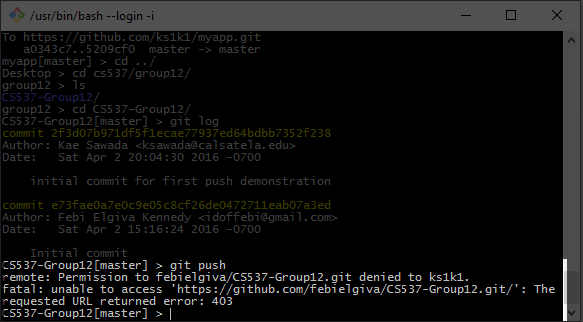 /usr/bin/bash --login -i
To https://github.com/ks1k1/myapp.git
a0343c7..5209cf0 master -> master
myapp[master] > cd ../
Desktop > cd cs537/group12/
group12 > ls
CS537-Group12/
group12 > cd CS537-Group12/
CS537-Group12[master] > git log
commit 2f3d07b971df5f1ecae77937ed64bdbb7352f238
Author: Kae Sawada <ksawada@calsatela.edu>
Date: Sat Apr 2 20:04:30 2016 -0700
initial commit for first push demonstration
commit e73fae0a7e0c9e05c8cf26de0472711eab07a3ed
Author: Febi Elgiva Kennedy <idoffebi@gmail.com>
Date: Sat Apr 2 15:16:24 2016 -0700
Initial commit
CS537-Group12[master] > git push
remote: Permission to febielgiva/CS537-Group12.git denied to ks1k1.
fatal: unable to access 'https://github.com/febielgiva/CS537-Group12.git/': The
requested URL returned error: 403
CS537-Group12[master] >